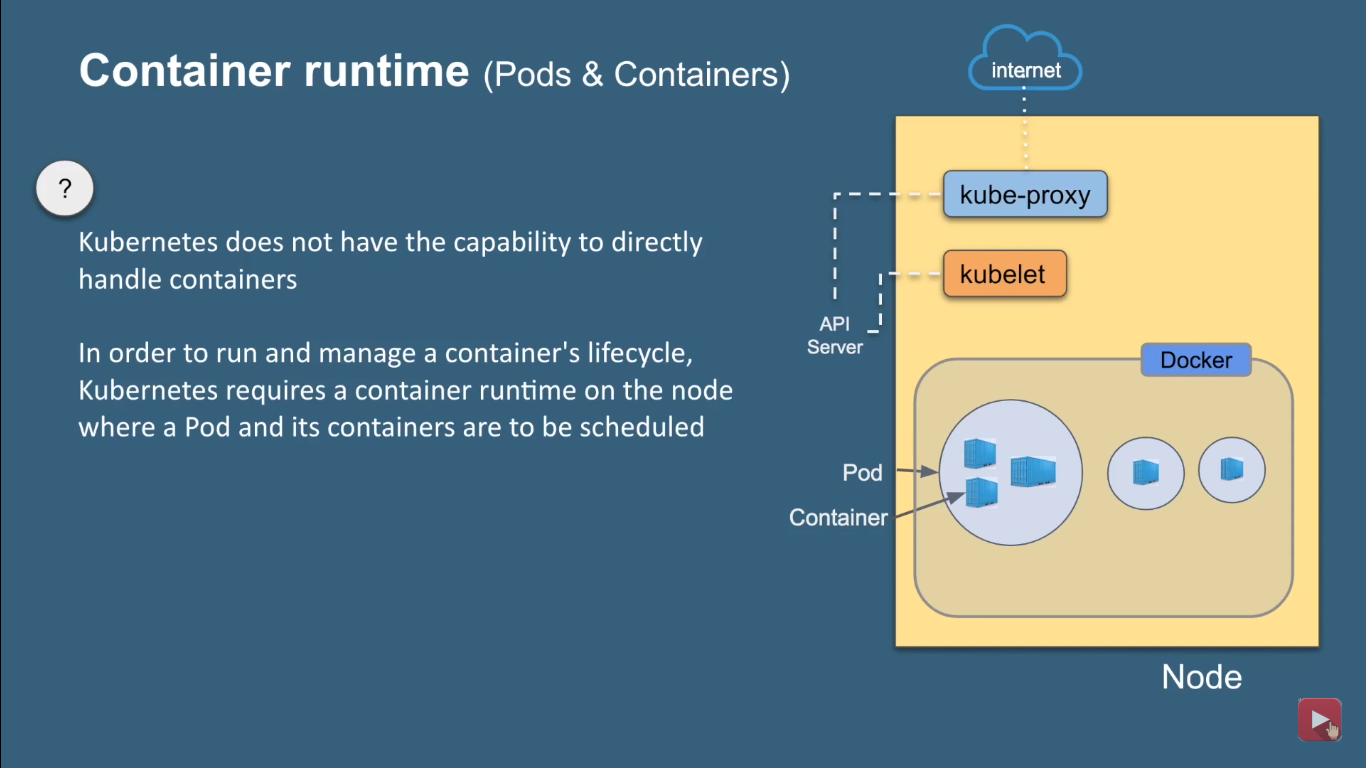 Container runtime (Pods & Containers)
?
Kubernetes does not have the capability to directly
handle containers
In order to run and manage a container's lifecycle,
Kubernetes requires a container runtime on the node
where a Pod and its containers are to be scheduled
internet
kube-proxy
kubelet
API
Server
Docker
Pod
Container
Node